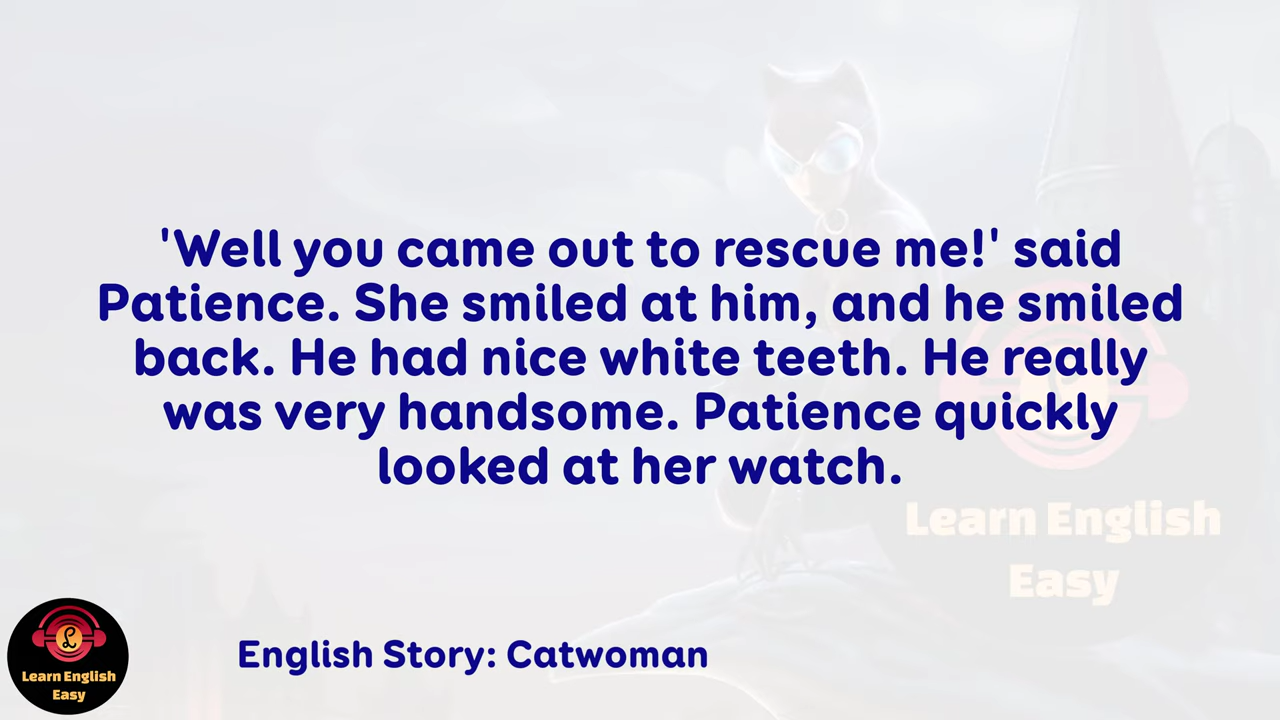 'Well you came out to rescue me!' said
Patience. She smiled at him, and he smiled
back. He had nice white teeth. He really
was very handsome. Patience quickly
looked at her watch.
Learn English
Easy
English Story: Catwoman
Learn English
Easy